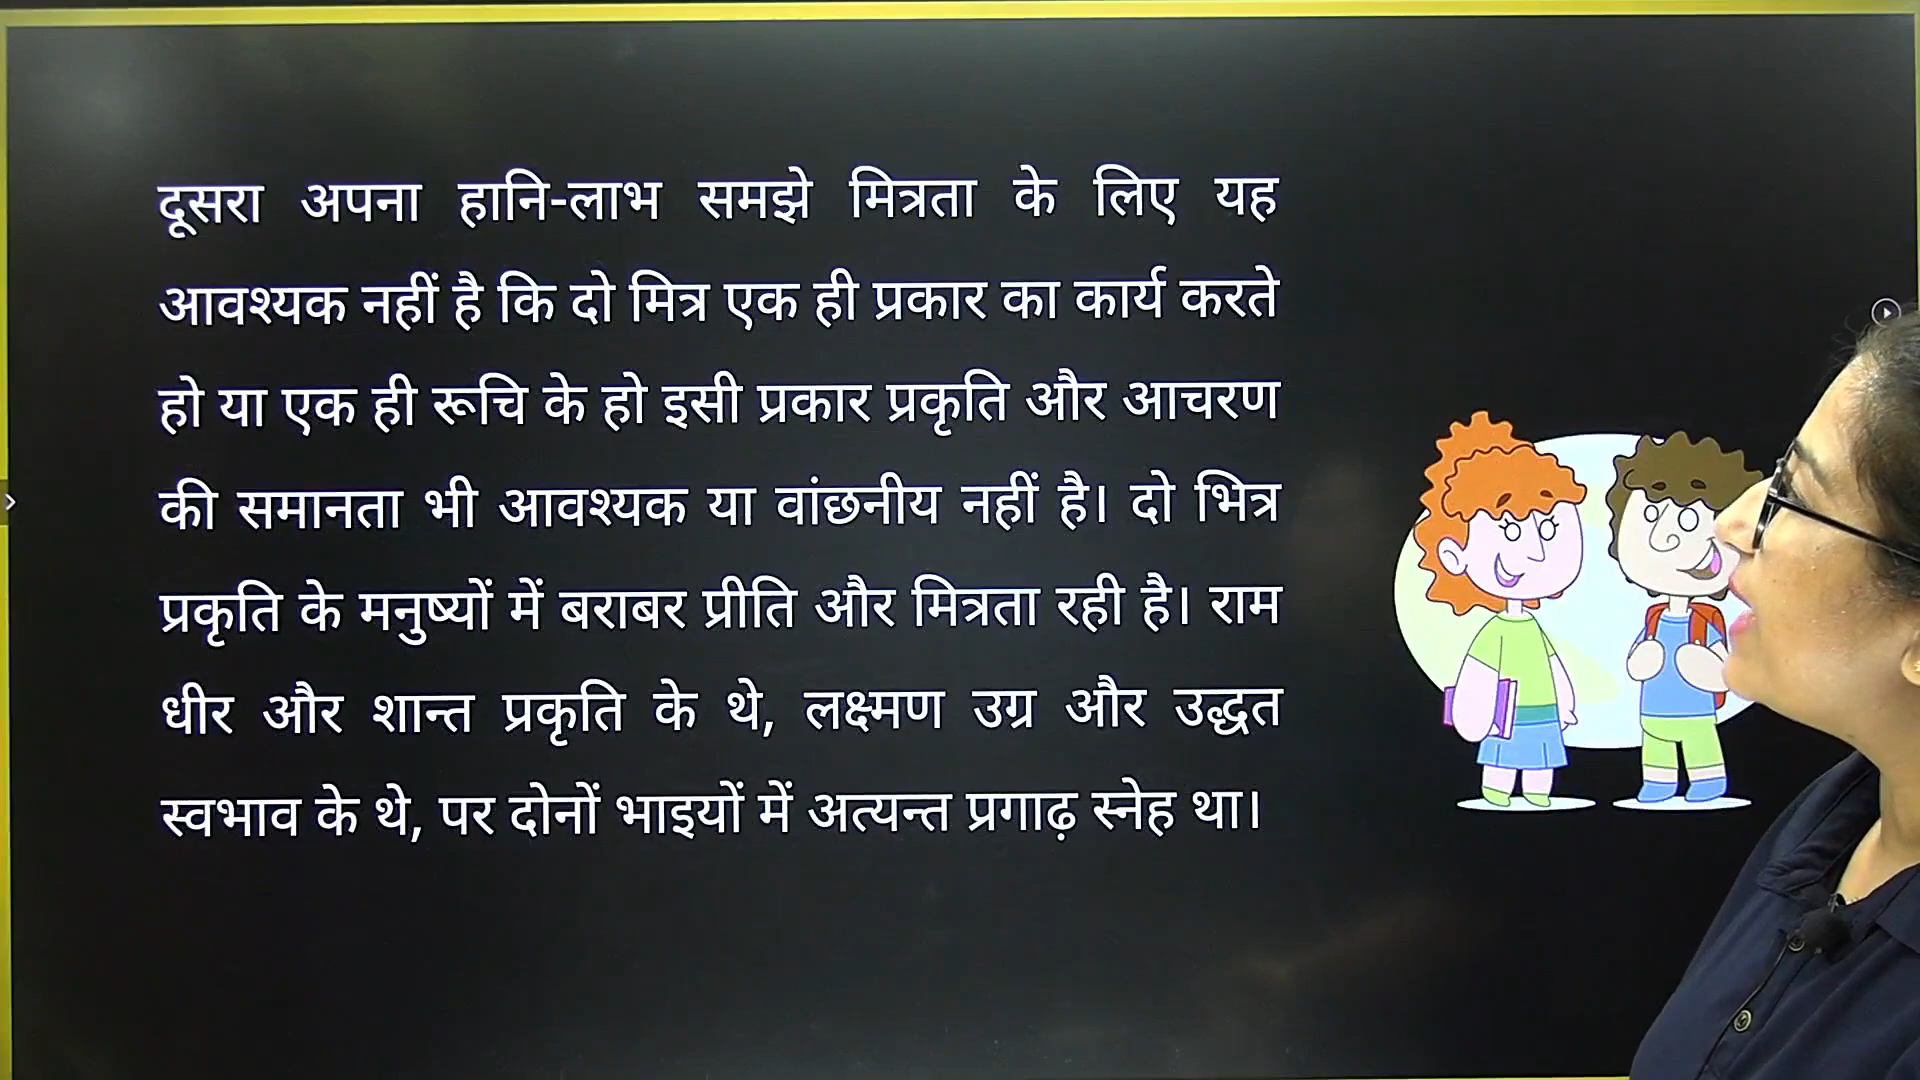 दूसरा अपना हानि-लाभ समझे मित्रता के लिए यह
आवश्यक नहीं है कि दो मित्र एक ही प्रकार का कार्य करते
हो या एक ही रूचि के हो इसी प्रकार प्रकृति और आचरण
की समानता भी आवश्यक या वांछनीय नहीं है। दो भित्र
प्रकृति के मनुष्यों में बराबर प्रीति और मित्रता रही है। राम
धीर और शान्त प्रकृति के थे, लक्ष्मण उग्र और उद्धत
स्वभाव के थे, पर दोनों भाइयों में अत्यन्त प्रगाढ़ स्नेह था।